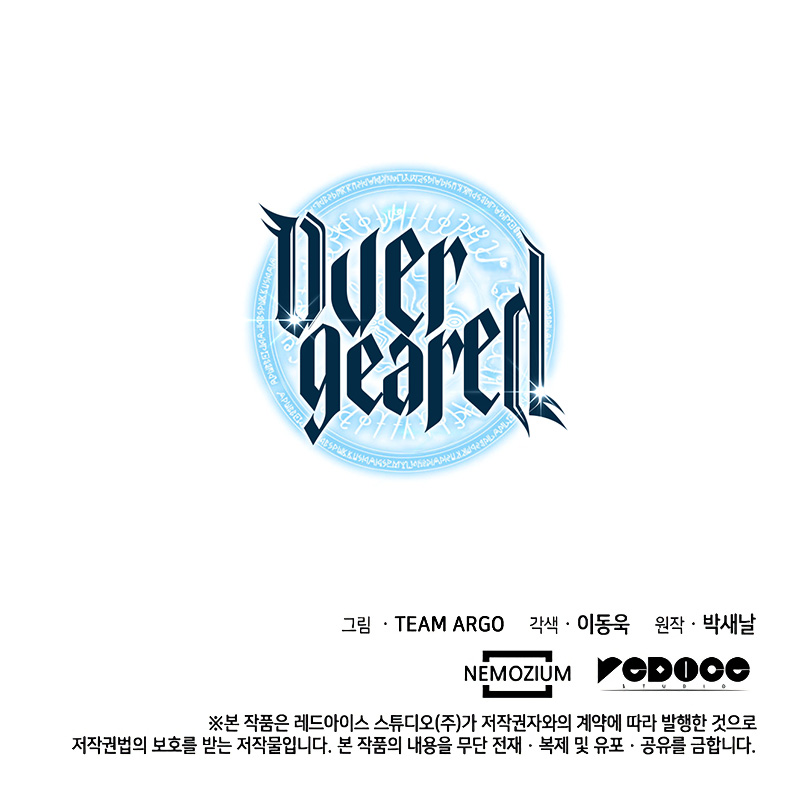 Over
geared
그림 · TEAM ARGO 각색 · 이동욱 원작 · 박새날
NEMOZIUM REDICE
STUDIO
※본 작품은 레드아이스 스튜디오(주)가 저작권자와의 계약에 따라 발행한 것으로
저작권법의 보호를 받는 저작물입니다. 본 작품의 내용을 무단 전재 · 복제 및 유포 · 공유를 금합니다.